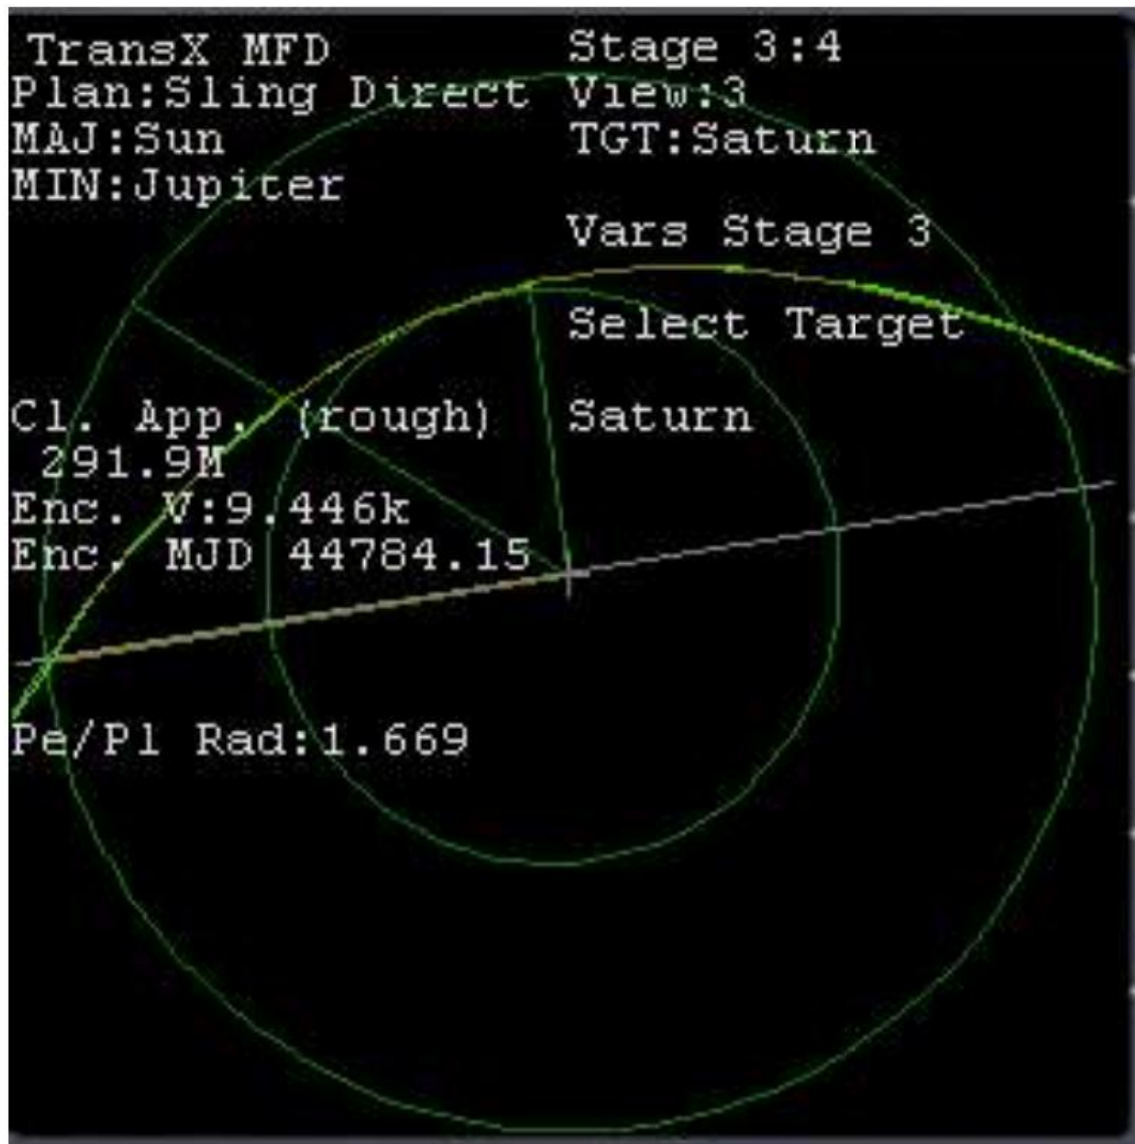 TransX MFD Stage 3:4
Plan:Sling Direct View:3
MAJ:Sun TGT:Saturn
MIN:Jupiter
Vars Stage 3
Select Target
Cl. App. (rough) Saturn
291.9M
Enc. V:9.446k
Enc. MJD 44784.15
Pe/Pl Rad:1.669